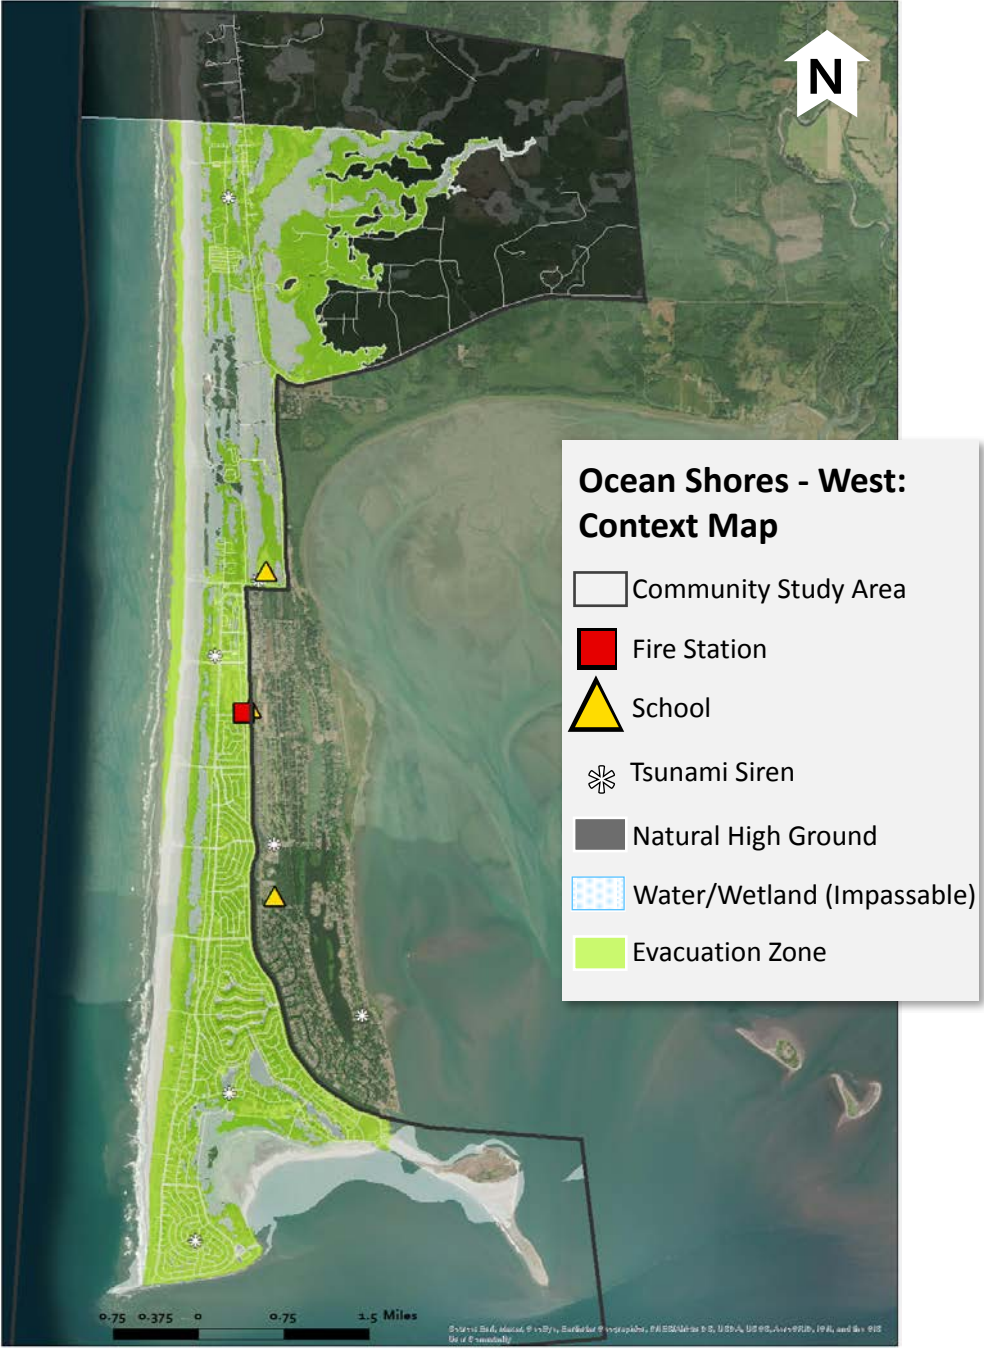 N
Ocean Shores - West:
Context Map
Community Study Area
Fire Station
School
Tsunami Siren
Natural High Ground
Water/Wetland (Impassable)
Evacuation Zone
0.75 0.375 0 0.75 1.5 Miles